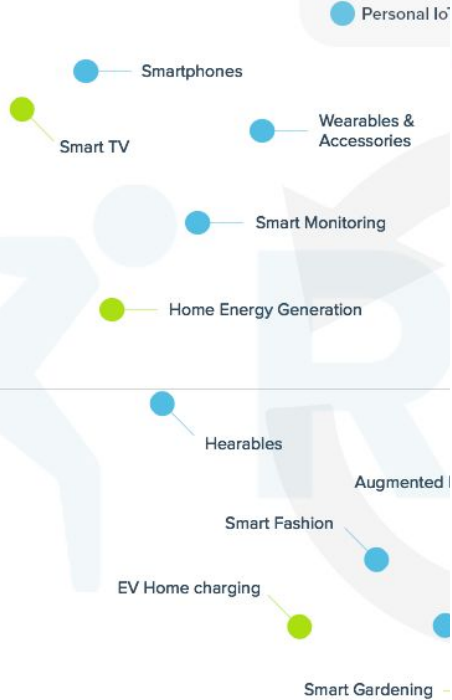 Personal IoT
Smartphones
Wearables &
Accessories
Smart TV
Smart Monitoring
Home Energy Generation
Hearables
Augmented
Smart Fashion
EV Home charging
Smart Gardening